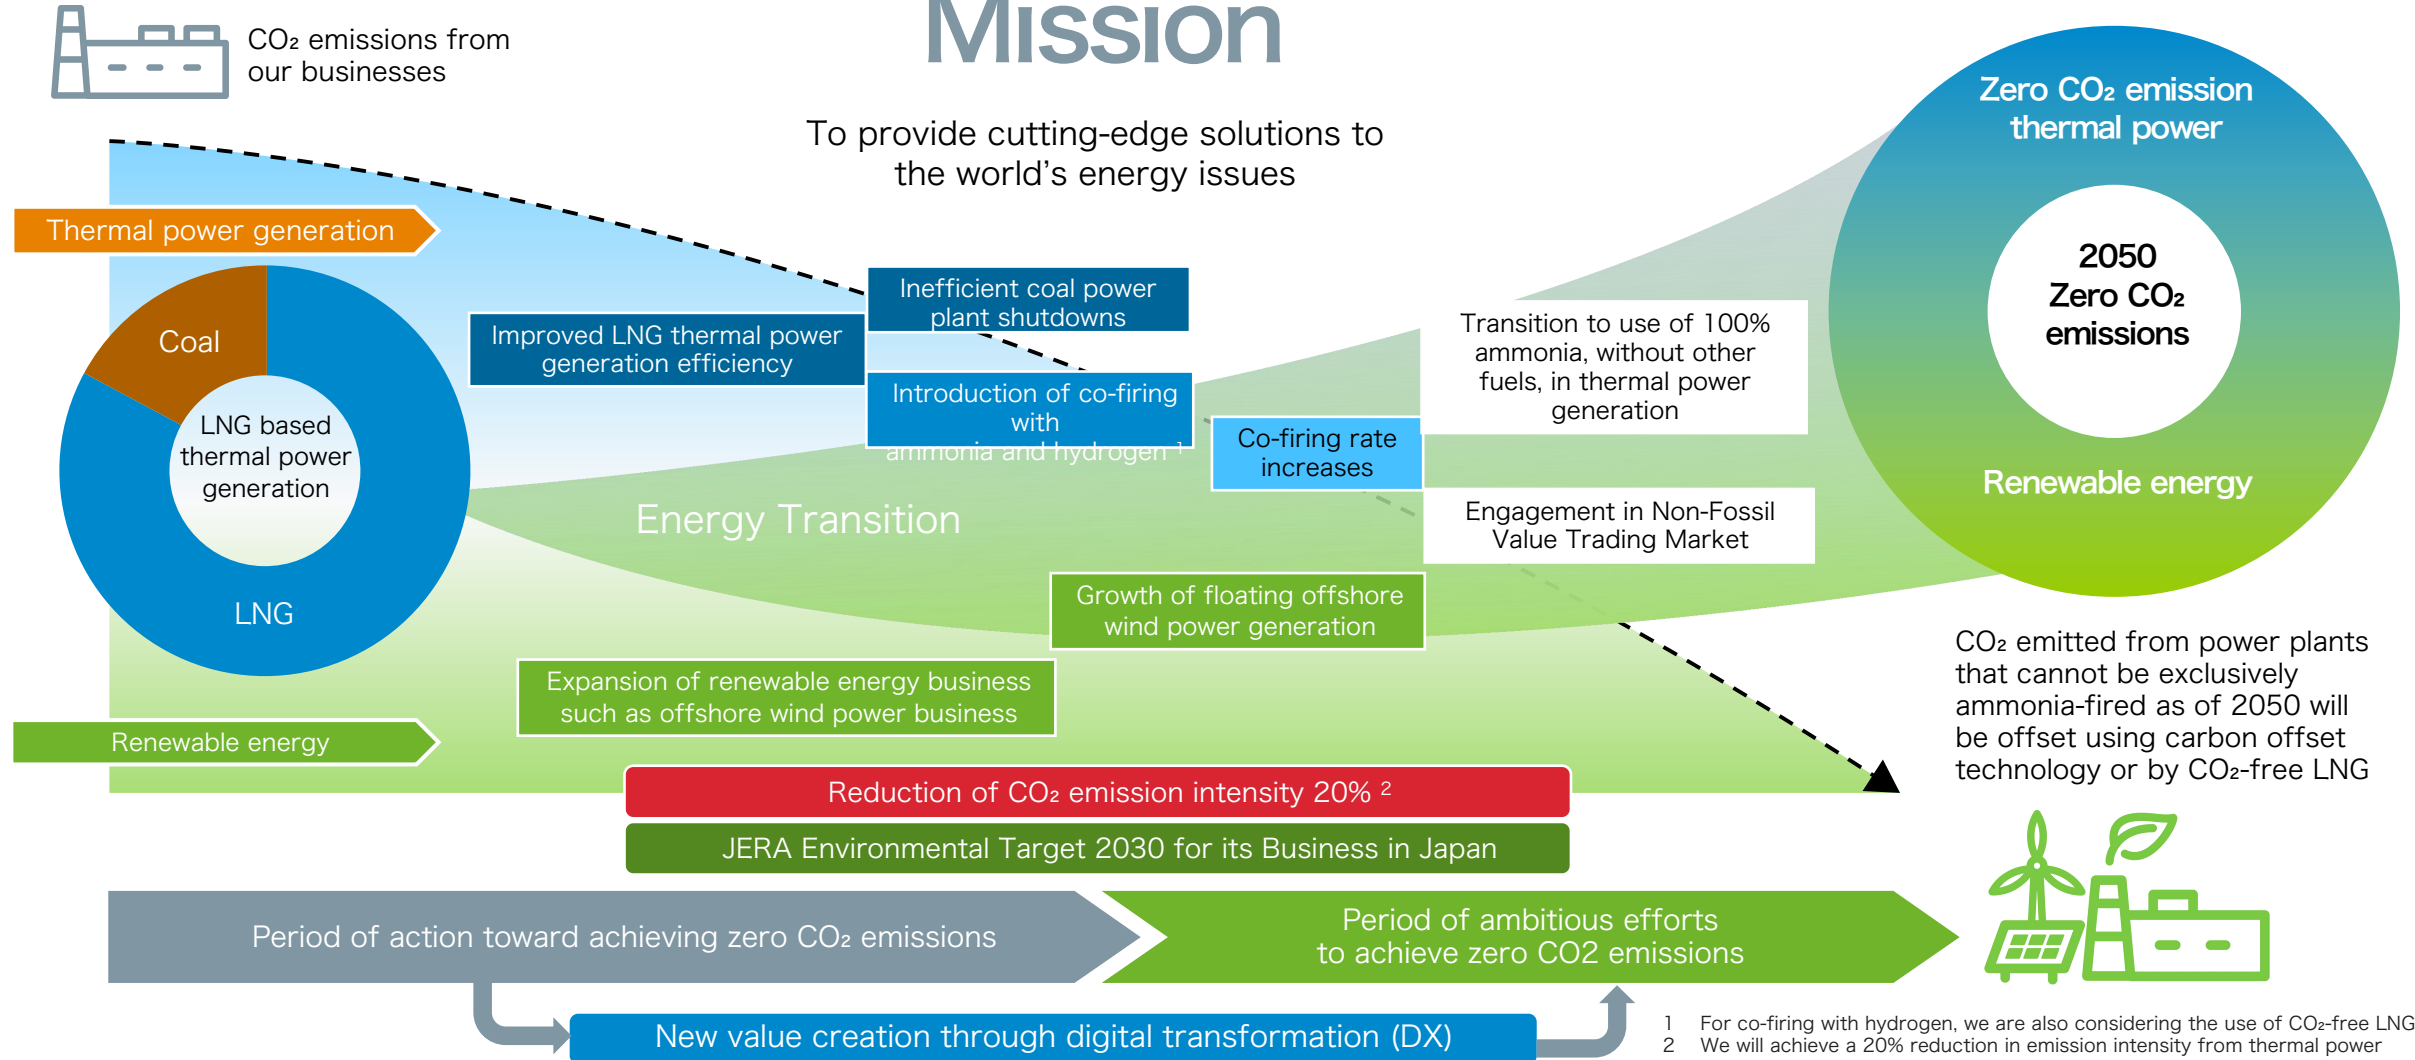 Mission
CO₂ emissions from
our businesses
To provide cutting-edge solutions to
the world's energy issues
Thermal power generation
Coal
LNG based
thermal power
generation
LNG
Renewable energy
Improved LNG thermal power
generation efficiency
Inefficient coal power
plant shutdowns
Introduction of co-firing
with
ammonia and hydrogen ¹
Co-firing rate
increases
Transition to use of 100%
ammonia, without other
fuels, in thermal power
generation
Engagement in Non-Fossil
Value Trading Market
Energy Transition
Growth of floating offshore
wind power generation
Expansion of renewable energy business
such as offshore wind power business
Zero CO₂ emission
thermal power
2050
Zero CO₂
emissions
Renewable energy
CO₂ emitted from power plants
that cannot be exclusively
ammonia-fired as of 2050 will
be offset using carbon offset
technology or by CO₂-free LNG
Reduction of CO₂ emission intensity 20% ²
JERA Environmental Target 2030 for its Business in Japan
Period of action toward achieving zero CO₂ emissions
Period of ambitious efforts
to achieve zero CO2 emissions
New value creation through digital transformation (DX)
1 For co-firing with hydrogen, we are also considering the use of CO₂-free LNG
2 We will achieve a 20% reduction in emission intensity from thermal power